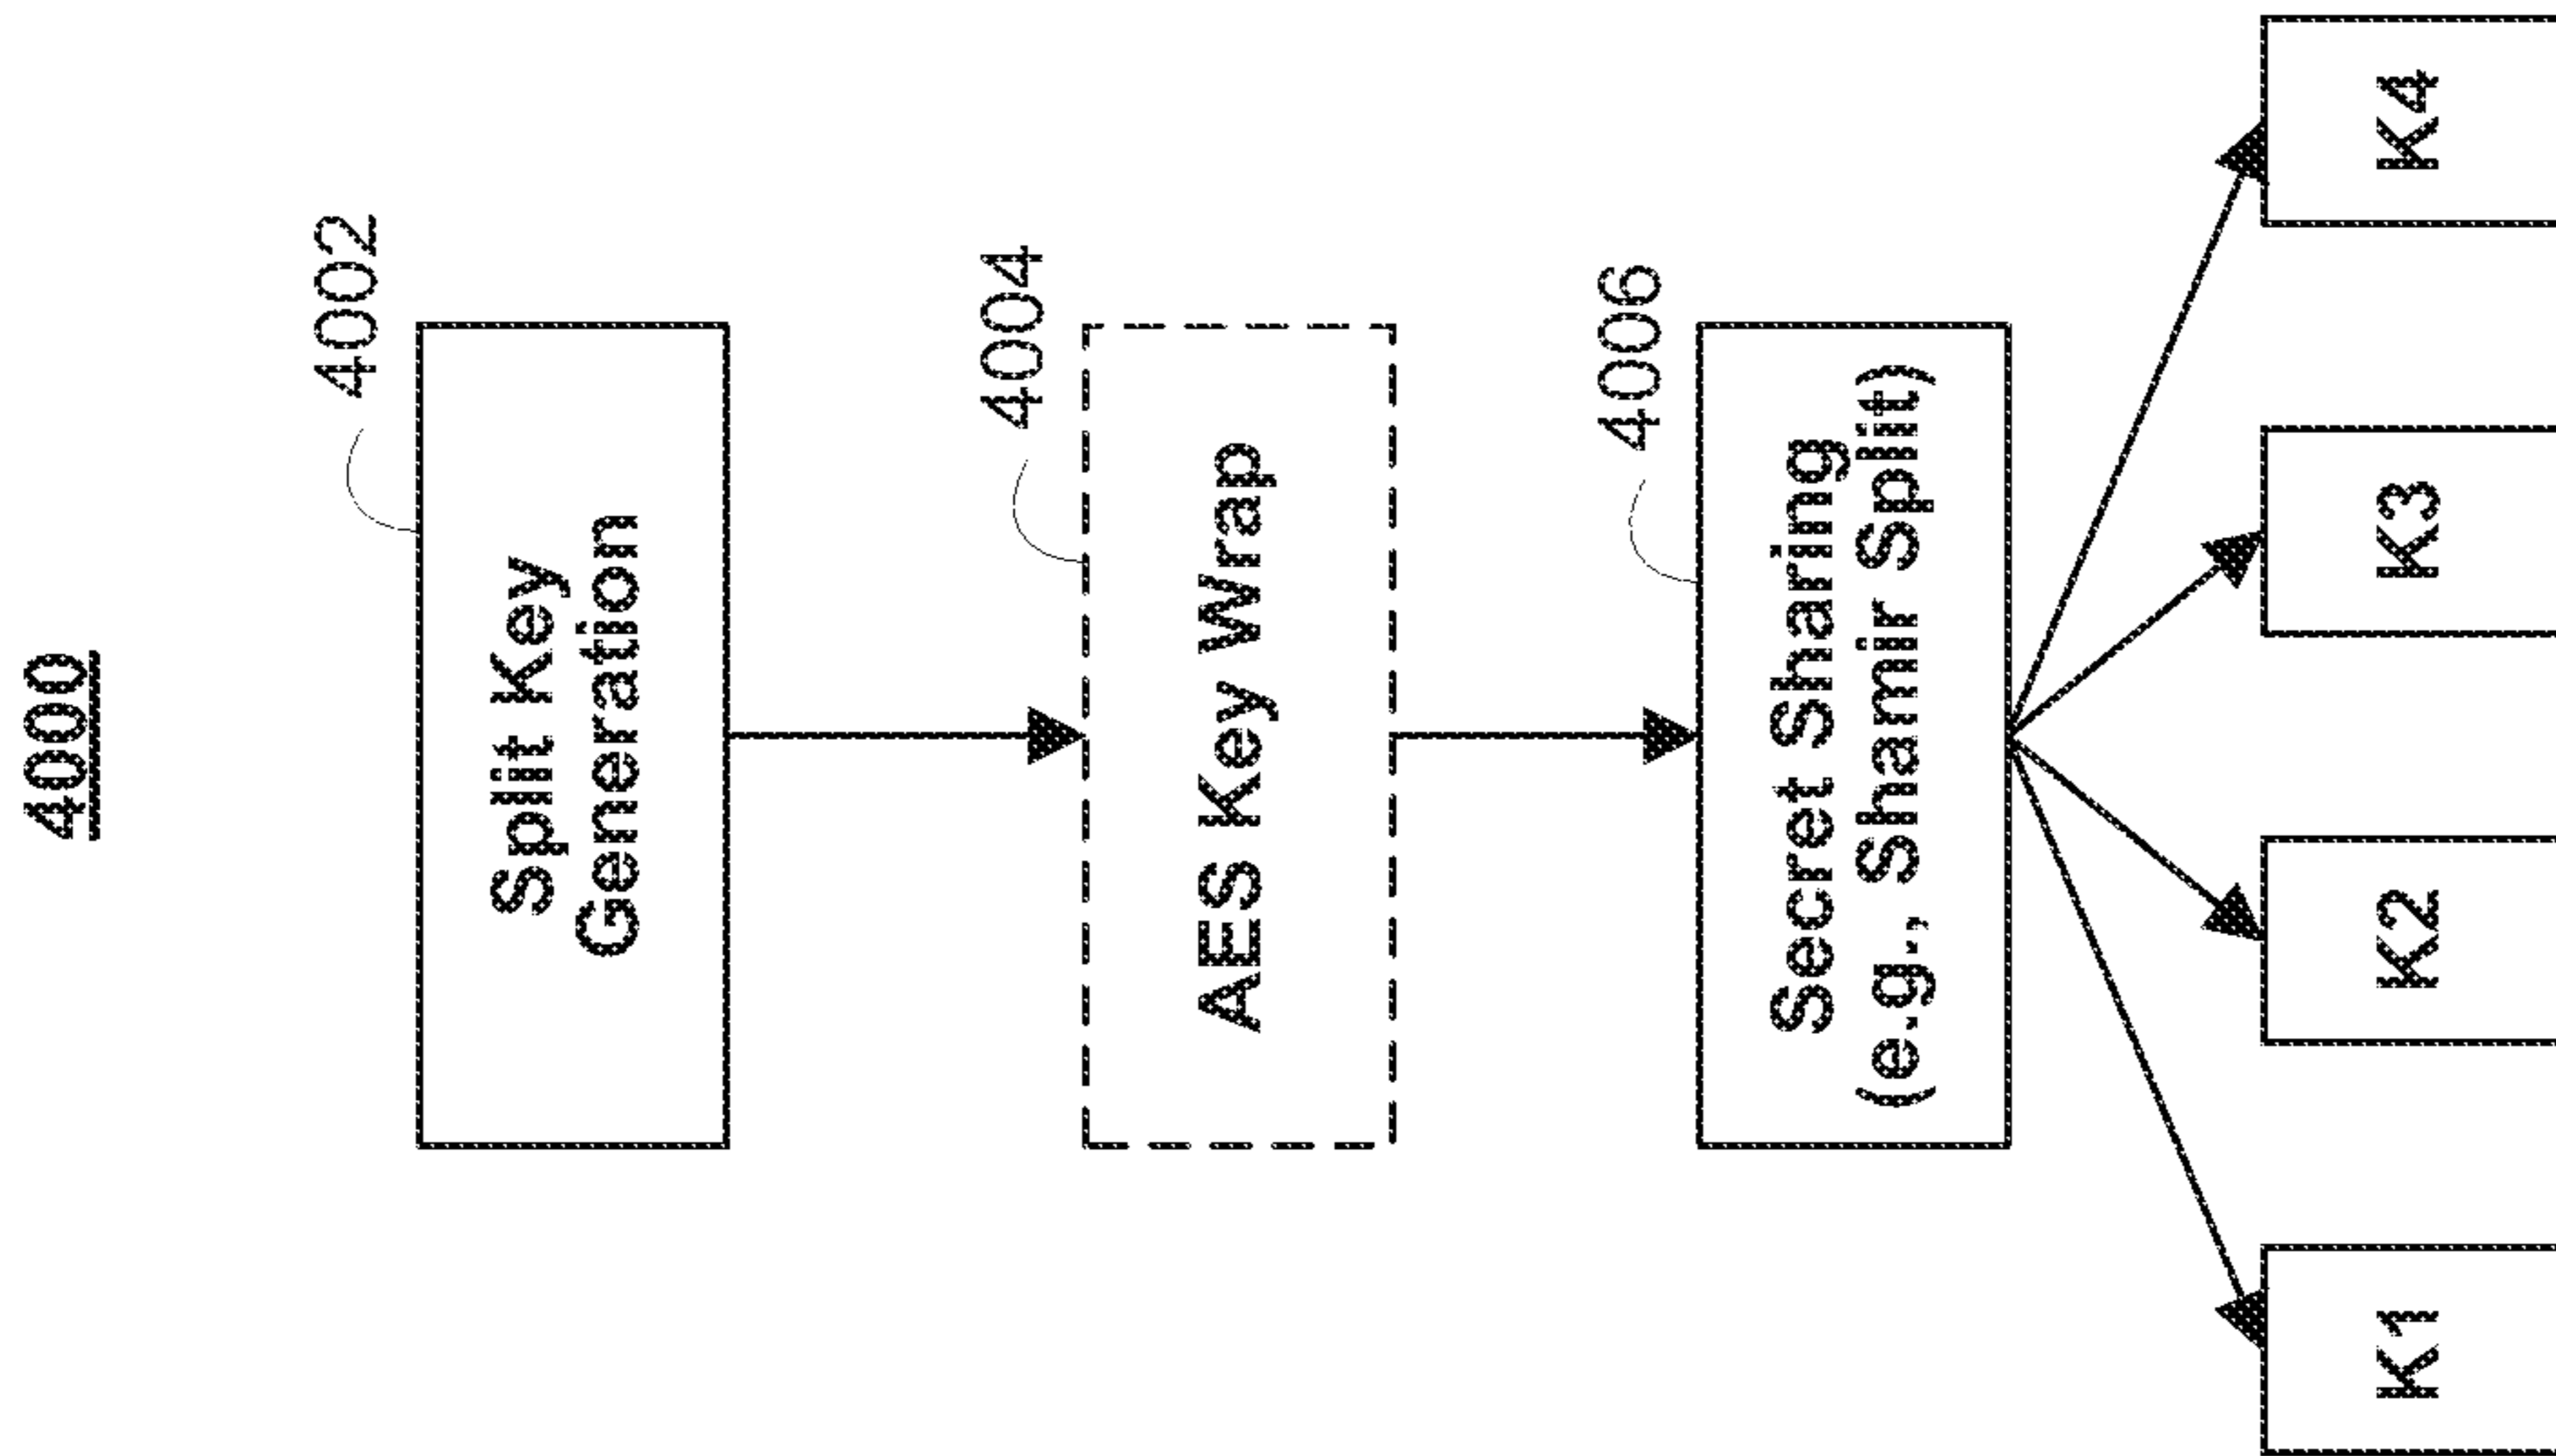 4000
4002
Split Key
Generation
4004
AES Key Wrap
4006
Secret Sharing
(e.g., Shamir Split)
K1
K2
K3
K4